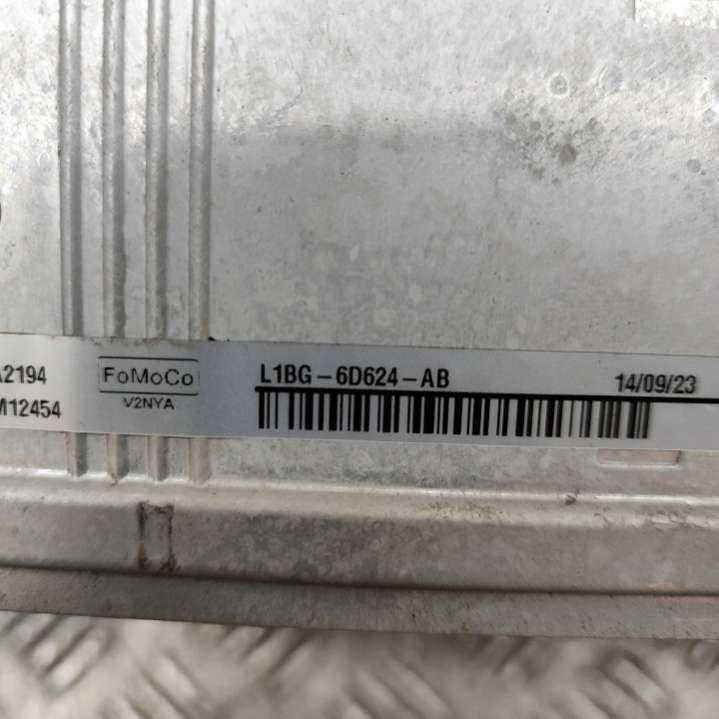 A2194
M12454
FoMoCo
V2NYA
L1BG-6D624-AB
14/09/23